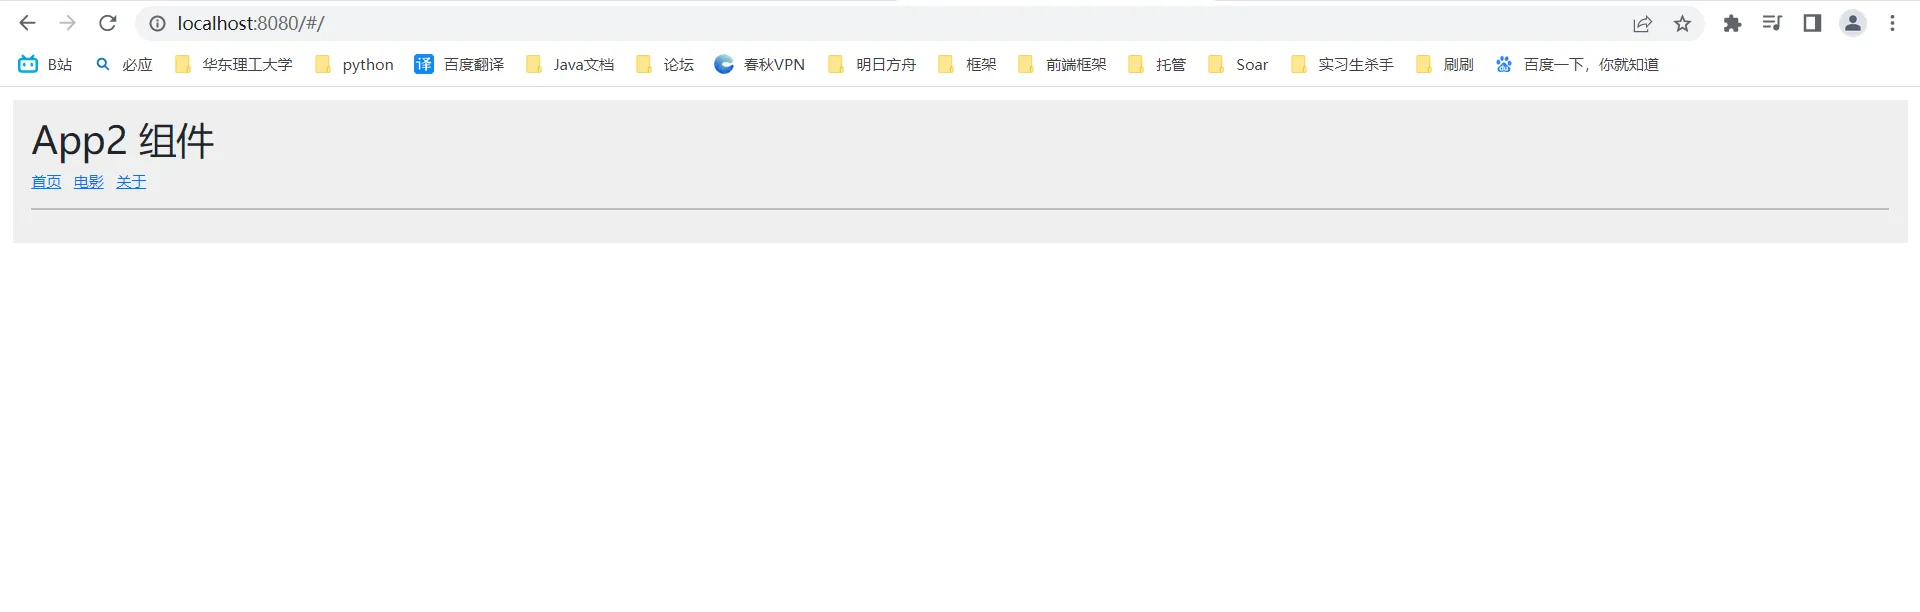 localhost:8080/#/
B站 必应 华东理工大学 python 译 百度翻译 Java文档 论坛 春秋VPN 明日方舟 框架 前端框架 托管 Soar 实习生杀手 刷刷 百度一下，你就知道
App2 组件
首页 电影 关于